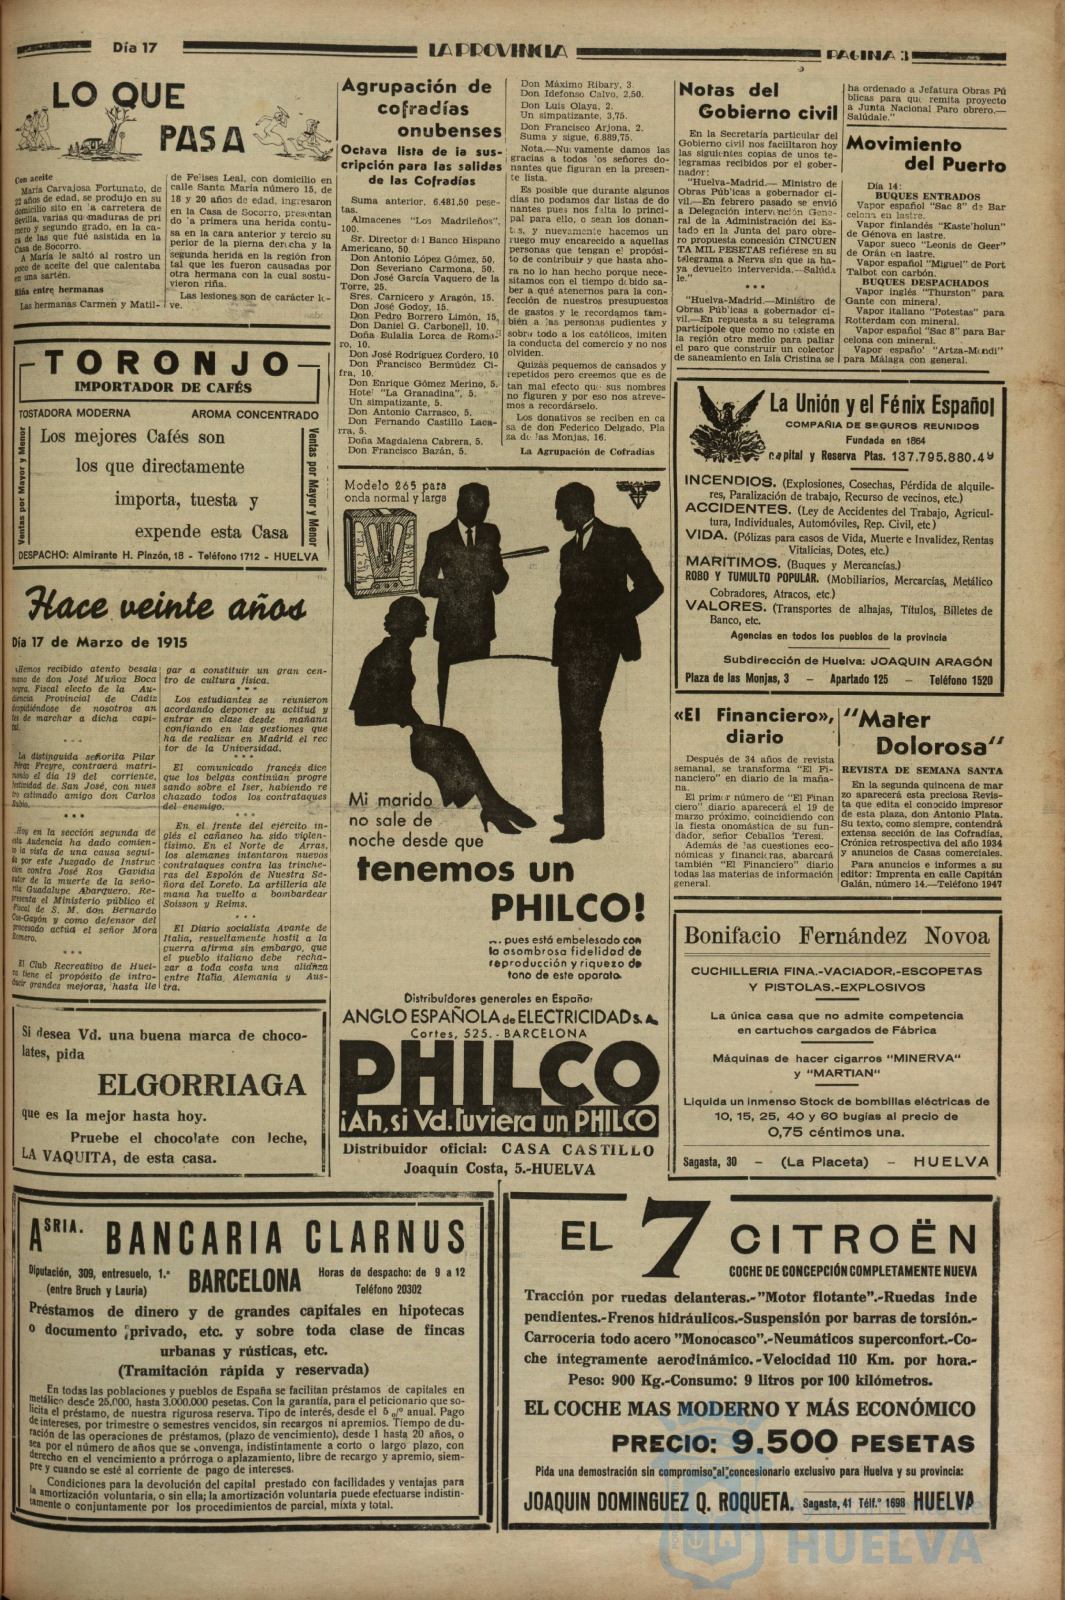 Día 17
LA PROVINCIA
PAGINA 3
LO QUE
PASA
Con aceite
María Carvajosa Fortunato, de
22 años de edad, se produjo en su
domicilio sito en la carretera de
Sevilla, varias quemaduras de pri
mero y segundo grado, en la ca
ra de las que fué asistida en la
Casa de Socorro.
A María le saltó al rostro un
poco de aceite del que calentaba
en una sartén.
Riña entre hermanas
Las hermanas Carmen y Matil-
de Felises Leal, con domicilio en
calle Santa María número 15, de
18 y 20 años de edad, ingresaron
en la Casa de Socorro, presentan
do la primera una herida contu
sa en la cara anterior y tercio su
perior de la pierna derecha y la
segunda herida en la región fron
tal que les fueron causadas por
otra hermana con la cual sostu-
vieron riña.
Las lesiones son de carácter le-
ve.
TORONJO
IMPORTADOR DE CAFÉS
TOSTADORA MODERNA AROMA CONCENTRADO
Ventas por Mayor y Menor
Los mejores Cafés son
los que directamente
importa, tuesta y
expende esta Casa
Ventas por Mayor y Menor
DESPACHO: Almirante H. Pinzón, 18 - Teléfono 1712 - HUELVA
Hace veinte años
Día 17 de Marzo de 1915
Hemos recibido atento besala
mano de don José Muñoz Boca
negra, Fiscal electo de la Au-
diencia Provincial de Cádiz
despidiéndose de nosotros an
tes de marchar a dicha capi-
tal.
* * *
La distinguida señorita Pilar
Pérez Freyre, contraerá matri-
monio el día 19 del corriente,
festividad de San José, con nues
tro estimado amigo don Carlos
Rubio.
* * *
Hoy en la sección segunda de
esta Audencia ha dado comien-
zo la vista de una causa segui-
da por este Juzgado de Instruc
ción contra José Ros Gavidia
autor de la muerte de la seño-
rita Guadalupe Abarquero. Re-
presenta el Ministerio público el
Fiscal de S. M. don Bernardo
Cos-Gayón y como defensor del
procesado actúa el señor Mora
Romero.
* * *
El Club Recreativo de Huel-
va tiene el propósito de intro-
ducir grandes mejoras, hasta lle
gar a constituir un gran cen-
tro de cultura física.
* * *
Los estudiantes se reunieron
acordando deponer su actitud y
entrar en clase desde mañana
confiando en las gestiones que
ha de realizar en Madrid el rec
tor de la Universidad.
* * *
El comunicado francés dice
que los belgas continúan progre
sando sobre el Iser, habiendo re
chazado todos los contrataques
del enemigo.
* * *
En el frente del ejército in-
glés el cañaneo ha sido violen-
tísimo. En el Norte de Arras,
los alemanes intentaron nuevos
contrataques contra las trinche-
ras del Espolón de Nuestra Se-
ñora del Loreto. La artillería ale
mana ha vuelto a bombardear
Soisson y Reims.
* * *
El Diario socialista Avante de
Italia, resueltamente hostil a la
guerra afirma sin embargo, que
el pueblo italiano debe recha-
zar a toda costa una alianza
entre Italia, Alemania y Aus-
tria.
Si desea Vd. una buena marca de choco-
lates, pida
ELGORRIAGA
que es la mejor hasta hoy.
Pruebe el chocolate con leche,
LA VAQUITA, de esta casa.
Agrupación de
cofradías
onubenses
Octava lista de la sus-
cripción para las salidas
de las Cofradías
Suma anterior, 6.481,50 pese-
tas.
Almacenes "Los Madrileños".
100.
Sr. Director del Banco Hispano
Americano, 50
Don Antonio López Gómez, 50,
Don Severiano Carmona, 50.
Don José García Vaquero de la
Torre, 25.
Sres. Carnicero y Aragón, 15.
Don José Godoy, 15.
Don Pedro Borrero Limón, 15,
Don Daniel G. Carbonell, 10.
Doña Eulalia Lorca de Rome-
ro, 10.
Don José Rodríguez Cordero, 10
Don Francisco Bermúdez Ci-
fra, 10.
Don Enrique Gómez Merino, 5.
Hotel "La Granadina", 5.
Un simpatizante, 5.
Don Antonio Carrasco, 5.
Don Fernando Castillo Laca-
rra, 5.
Doña Magdalena Cabrera, 5.
Don Francisco Bazán, 5.
Don Máximo Ribary, 3.
Don Idefonso Calvo, 2,50.
Don Luis Olaya, 2.
Un simpatizante, 3,75.
Don Francisco Arjona, 2.
Suma y sigue, 6.889,75.
Nota.—Nuevamente damos las
gracias a todos los señores do-
nantes que figuran en la presen-
te lista.
Es posible que durante algunos
días no podamos dar listas de do
nantes pues nos falta lo princi-
pal para ello, o sean los donan-
tes, y nuevamente hacemos un
ruego muy encarecido a aquellas
personas que tengan el propósi-
to de contribuir y que hasta aho-
ra no lo han hecho porque nece-
sitamos con el tiempo debido sa-
ber a qué atenernos para la con-
fección de nuestros presupuestos
de gastos y le recordamos tam-
bién a las personas pudientes y
sobre todo a los católicos, imiten
la conducta del comercio y no nos
olviden.
Quizás pequemos de cansados y
repetidos pero creemos que es de
tan mal efecto que sus nombres
no figuren y por eso nos atreve-
mos a recordárselo.
Los donativos se reciben en ca
sa de don Federico Delgado, Pla
za de las Monjas, 16.
La Agrupación de Cofradías
Modelo 265 para
onda normal y larga
Mi marido
no sale de
noche desde que
tenemos un
PHILCO!
... pues está embelesado con
la asombrosa fidelidad de
reproducción y riqueza de
tono de este aparato.
Distribuidores generales en España:
ANGLO ESPAÑOLA de ELECTRICIDAD S. A.
Cortes, 525. - BARCELONA
PHILCO
¡Ah, si Vd. tuviera un PHILCO
Distribuidor oficial: CASA CASTILLO
Joaquín Costa, 5.-HUELVA
Notas del
Gobierno civil
En la Secretaría particular del
Gobierno civil nos faciiltaron hoy
las siguientes copias de unos te-
legramas recibidos por el gober-
nador:
"Huelva-Madrid.— Ministro de
Obras Públicas a gobernador ci-
vil.—En febrero pasado se envió
a Delegación intervención Gene-
ral de la Administración del Es-
tado en la Junta del paro obre-
ro propuesta concesión CINCUEN
TA MIL PESETAS refiérese en su
telegrama a Nerva sin que la ha-
ya devuelto intervenida.—Salúda
le."
* * *
"Huelva-Madrid.—Ministro de
Obras Públicas a gobernador ci-
vil.—En repuesta a su telegrama
participole que como no existe en
la región otro medio para paliar
el paro que construir un colector
de saneamiento en Isla Cristina se
ha ordenado a Jefatura Obras Pú
blicas para que remita proyecto
a Junta Nacional Paro obrero.—
Salúdale."
Movimiento
del Puerto
Día 14:
BUQUES ENTRADOS
Vapor español "Sac 8" de Bar
celona en lastre.
Vapor finlandés "Kasteholun"
de Génova en lastre.
Vapor sueco "Leonis de Geer"
de Orán en lastre.
Vapor español "Miguel" de Port
Talbot con carbón.
BUQUES DESPACHADOS
Vapor inglés "Thurston" para
Gante con mineral.
Vapor italiano "Potestas" para
Rotterdam con mineral.
Vapor español "Sac 8" para Bar
celona con mineral.
Vapor español "Artza-Mendi"
para Málaga con general.
La Unión y el Fénix Español
COMPAÑIA DE SEGUROS REUNIDOS
Fundada en 1864
Capital y Reserva Ptas. 137.795.880.49
INCENDIOS. (Explosiones, Cosechas, Pérdida de alquile-
res, Paralización de trabajo, Recurso de vecinos, etc.)
ACCIDENTES. (Ley de Accidentes del Trabajo, Agricul-
tura, Individuales, Automóviles, Rep. Civil, etc.)
VIDA. (Pólizas para casos de Vida, Muerte e Invalidez, Rentas
Vitalicias, Dotes, etc.)
MARITIMOS. (Buques y Mercancías.)
ROBO Y TUMULTO POPULAR. (Mobiliarios, Mercarcías, Metálico
Cobradores, Atracos, etc.)
VALORES. (Transportes de alhajas, Títulos, Billetes de
Banco, etc.
Agencias en todos los pueblos de la provincia
Subdirección de Huelva: JOAQUIN ARAGÓN
Plaza de las Monjas, 3 – Apartado 125 – Teléfono 1520
«El Financiero»,
diario
Después de 34 años de revista
semanal, se transforma "El Fi-
nanciero" en diario de la maña-
na.
El primer número de "El Finan
ciero" diario aparecerá el 19 de
marzo próximo, coincidiendo con
la fiesta onomástica de su fun-
dador, señor Ceballos Teresí.
Además de las cuestiones eco-
nómicas y financieras, abarcará
también "El Financiero" diario
todas las materias de información
general.
"Mater
Dolorosa"
REVISTA DE SEMANA SANTA
En la segunda quincena de mar
zo aparecerá esta preciosa Revis-
ta que edita el conocido impresor
de esta plaza, don Antonio Plata.
Su texto, como siempre, contendrá
extensa sección de las Cofradías,
Crónica retrospectiva del año 1934
y anuncios de Casas comerciales.
Para anuncios e informes a su
editor: Imprenta en calle Capitán
Galán, número 14.—Teléfono 1947
Bonifacio Fernández Novoa
CUCHILLERIA FINA.-VACIADOR.-ESCOPETAS
Y PISTOLAS.-EXPLOSIVOS
La única casa que no admite competencia
en cartuchos cargados de Fábrica
Máquinas de hacer cigarros "MINERVA"
y "MARTIAN"
Liquida un inmenso Stock de bombillas eléctricas de
10, 15, 25, 40 y 60 bugías al precio de
0,75 céntimos una.
Sagasta, 30 – (La Placeta) – HUELVA
ASRIA. BANCARIA CLARNUS
Diputación, 309, entresuelo, 1.ª
(entre Bruch y Lauria)
BARCELONA
Horas de despacho: de 9 a 12
Teléfono 20302
Préstamos de dinero y de grandes capitales en hipotecas
o documento privado, etc. y sobre toda clase de fincas
urbanas y rústicas, etc.
(Tramitación rápida y reservada)
En todas las poblaciones y pueblos de España se facilitan préstamos de capitales en
metálico desde 25,000, hasta 3.000.000 pesetas. Con la garantía, para el peticionario que so-
licita el préstamo, de nuestra rigurosa reserva. Tipo de interés, desde el 5 o/o anual. Pago
de intereses, por trimestre o semestres vencidos, sin recargos ni apremios. Tiempo de du-
ración de las operaciones de préstamos, (plazo de vencimiento), desde 1 hasta 20 años, o
sea por el número de años que se convenga, indistintamente a corto o largo plazo, con
derecho en el vencimiento a prórroga o aplazamiento, libre de recargo y apremio, siem-
pre y cuando se esté al corriente de pago de intereses.
Condiciones para la devolución del capital prestado con facilidades y ventajas para
la amortización voluntaria, o sin ella; la amortización voluntaria puede efectuarse indistin-
tamente o conjuntamente por los procedimientos de parcial, mixta y total.
EL 7 CITROËN
COCHE DE CONCEPCIÓN COMPLETAMENTE NUEVA
Tracción por ruedas delanteras.-"Motor flotante".-Ruedas inde
pendientes.-Frenos hidráulicos.-Suspensión por barras de torsión.-
Carrocería todo acero "Monocasco".-Neumáticos superconfort.-Co-
che íntegramente aerodinámico.-Velocidad 110 Km. por hora.-
Peso: 900 Kg.-Consumo: 9 litros por 100 kilómetros.
EL COCHE MAS MODERNO Y MÁS ECONÓMICO
PRECIO: 9.500 PESETAS
Pida una demostración sin compromiso al concesionario exclusivo para Huelva y su provincia:
JOAQUIN DOMINGUEZ Q. ROQUETA. Sagasta, 41 Télf.º 1698 HUELVA
Ayuntamiento de
HUELVA